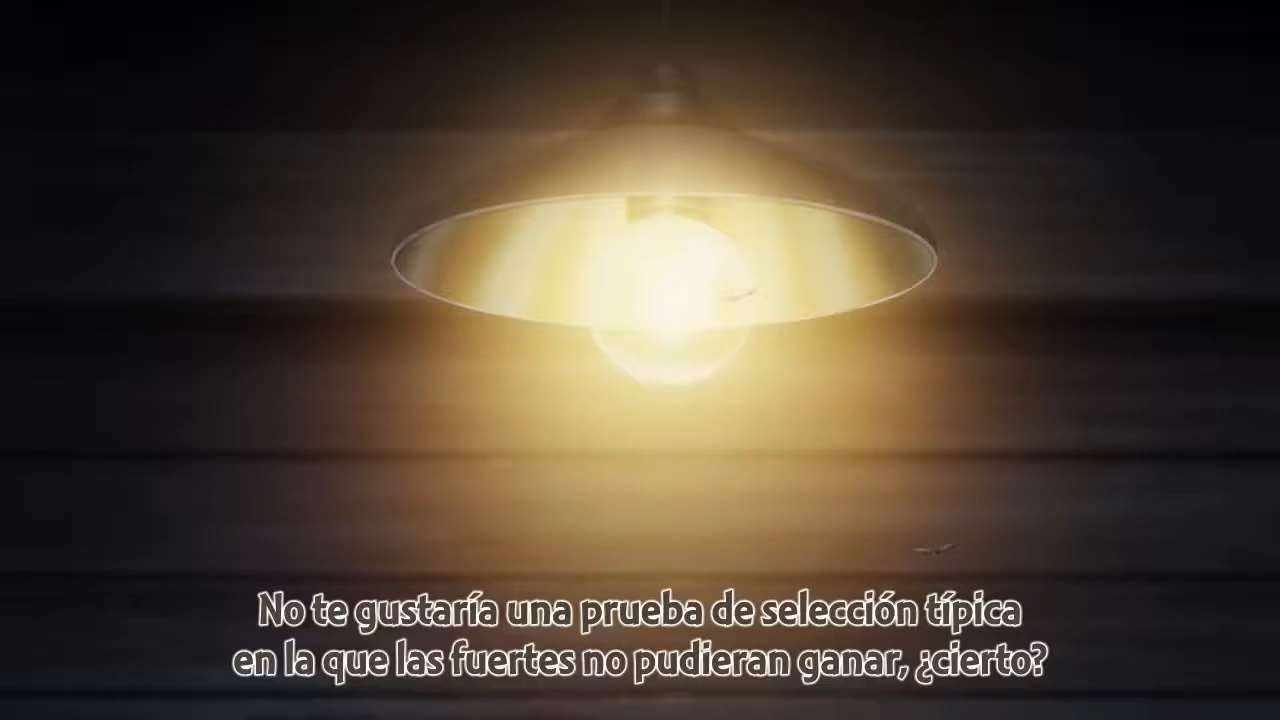 No te gustaría una prueba de selección típica
en la que las fuertes no pudieran ganar, ¿cierto?